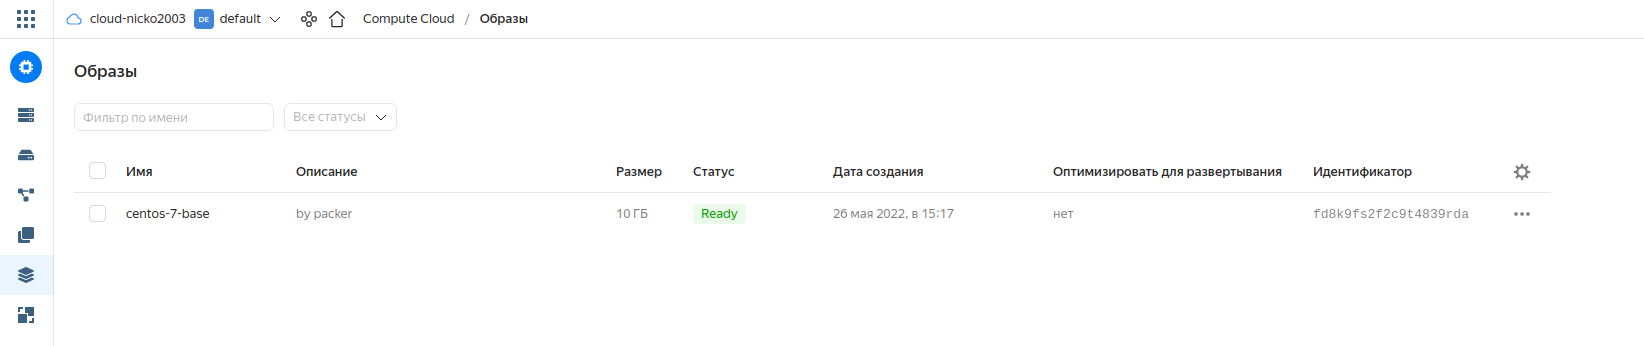 cloud-nicko2003 DE default Compute Cloud / Образы
Образы
Фильтр по имени Все статусы
Имя Описание Размер Статус Дата создания Оптимизировать для развертывания Идентификатор
centos-7-base by packer 10 ГБ Ready 26 мая 2022, в 15:17 нет fd8k9fs2f2c9t4839rda